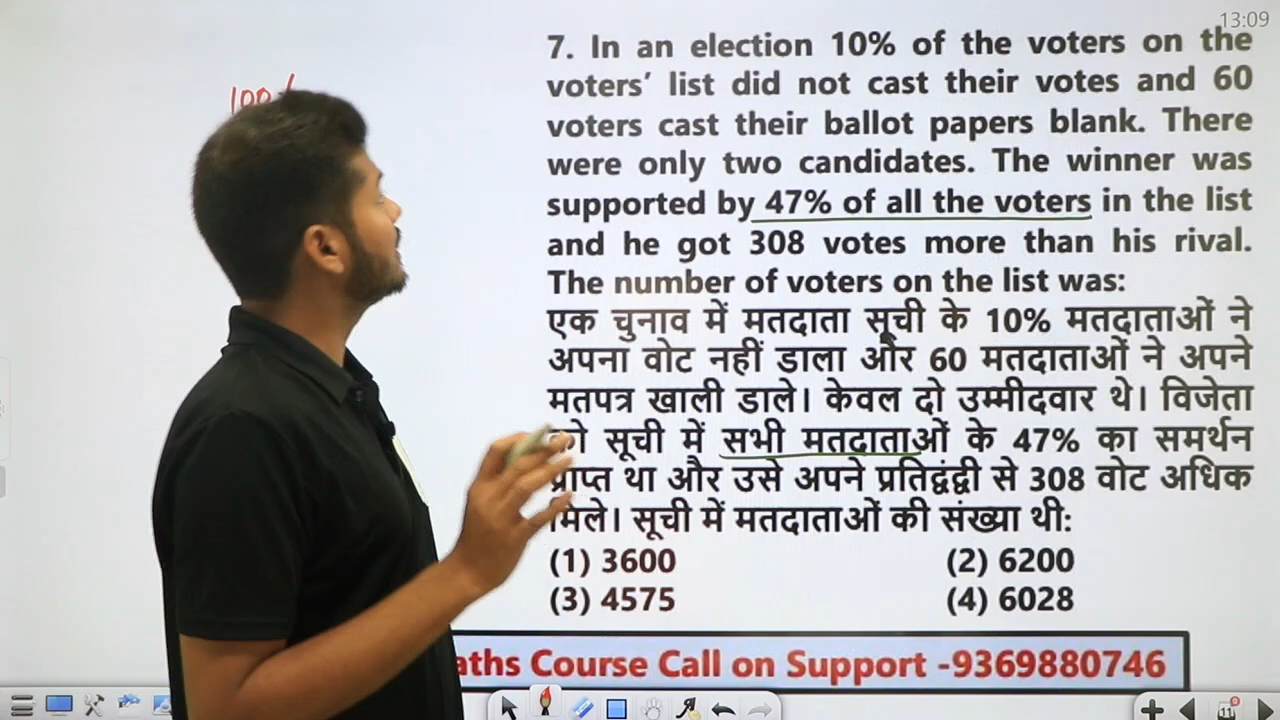 13:09
100%
7. In an election 10% of the voters on the
voters’ list did not cast their votes and 60
voters cast their ballot papers blank. There
were only two candidates. The winner was
supported by 47% of all the voters in the list
and he got 308 votes more than his rival.
The number of voters on the list was:
एक चुनाव में मतदाता सूची के 10% मतदाताओं ने
अपना वोट नहीं डाला और 60 मतदाताओं ने अपने
मतपत्र खाली डाले। केवल दो उम्मीदवार थे। विजेता
को सूची में सभी मतदाताओं के 47% का समर्थन
प्राप्त था और उसे अपने प्रतिद्वंद्वी से 308 वोट अधिक
मिले। सूची में मतदाताओं की संख्या थी:
(1) 3600 (2) 6200
(3) 4575 (4) 6028
aths Course Call on Support -9369880746
11